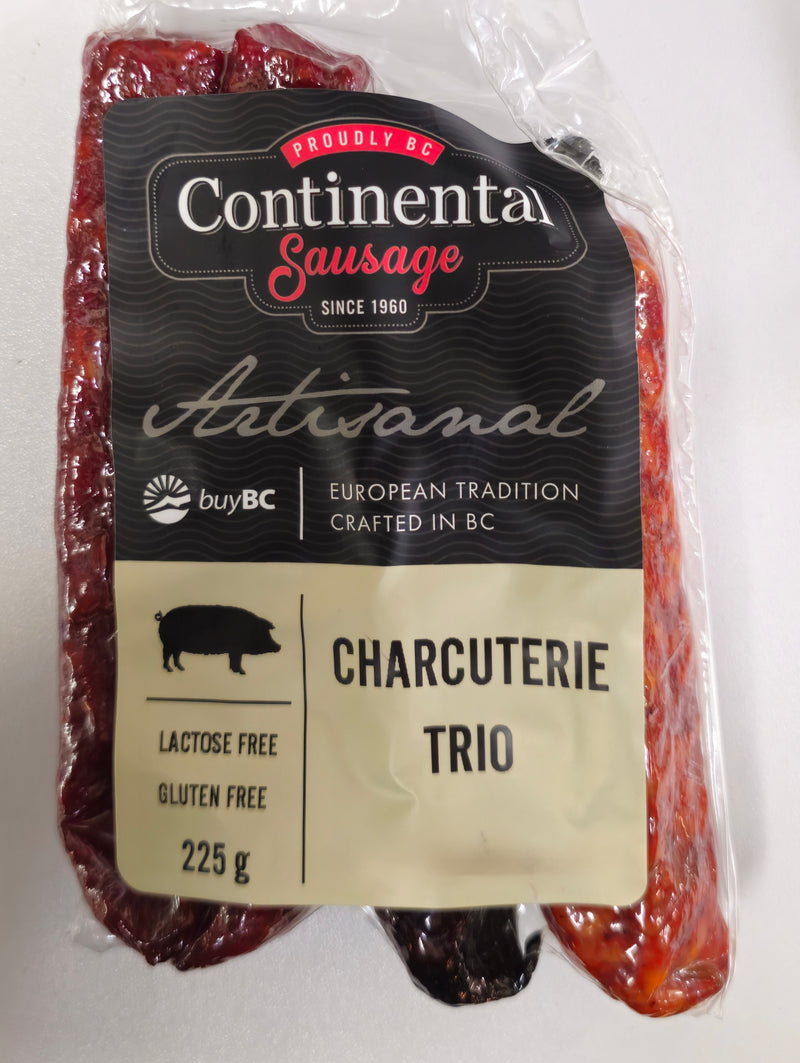 PROUDLY BC
Continental
Sausage
SINCE 1960
Artisanal
buyBC
EUROPEAN TRADITION
CRAFTED IN BC
CHARCUTERIE
TRIO
LACTOSE FREE
GLUTEN FREE
225 g